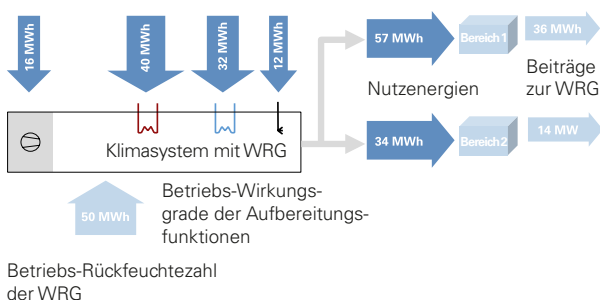 16 MWh
40 MWh
32 MWh
12 MWh
57 MWh
Bereich 1
36 MWh
Nutzenergien
Beiträge
zur WRG
Klimasystem mit WRG
34 MWh
Bereich 2
14 MW
50 MWh
Betriebs-Wirkungs-
grade der Aufbereitungs-
funktionen
Betriebs-Rückfeuchtezahl
der WRG